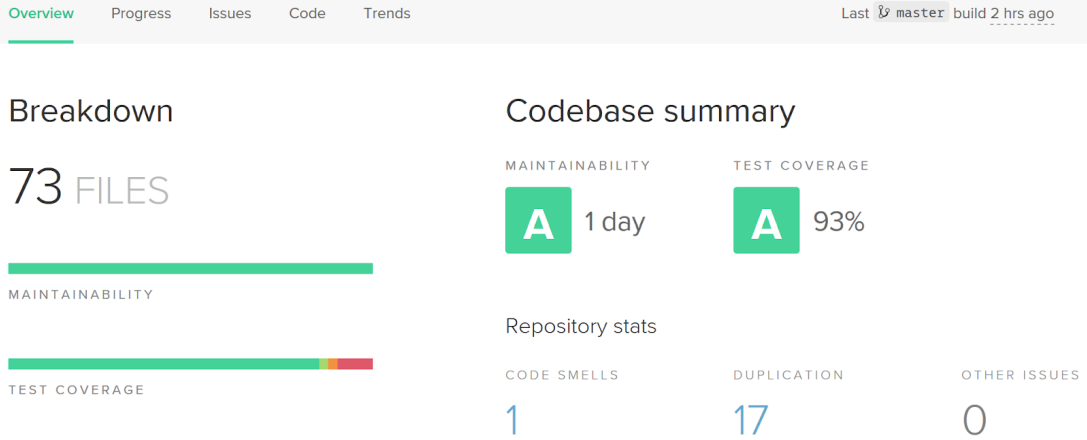 Overview Progress Issues Code Trends Last master build 2 hrs ago
Breakdown
73 FILES
MAINTAINABILITY
TEST COVERAGE
Codebase summary
MAINTAINABILITY TEST COVERAGE
A 1 day A 93%
Repository stats
CODE SMELLS DUPLICATION OTHER ISSUES
1 17 0